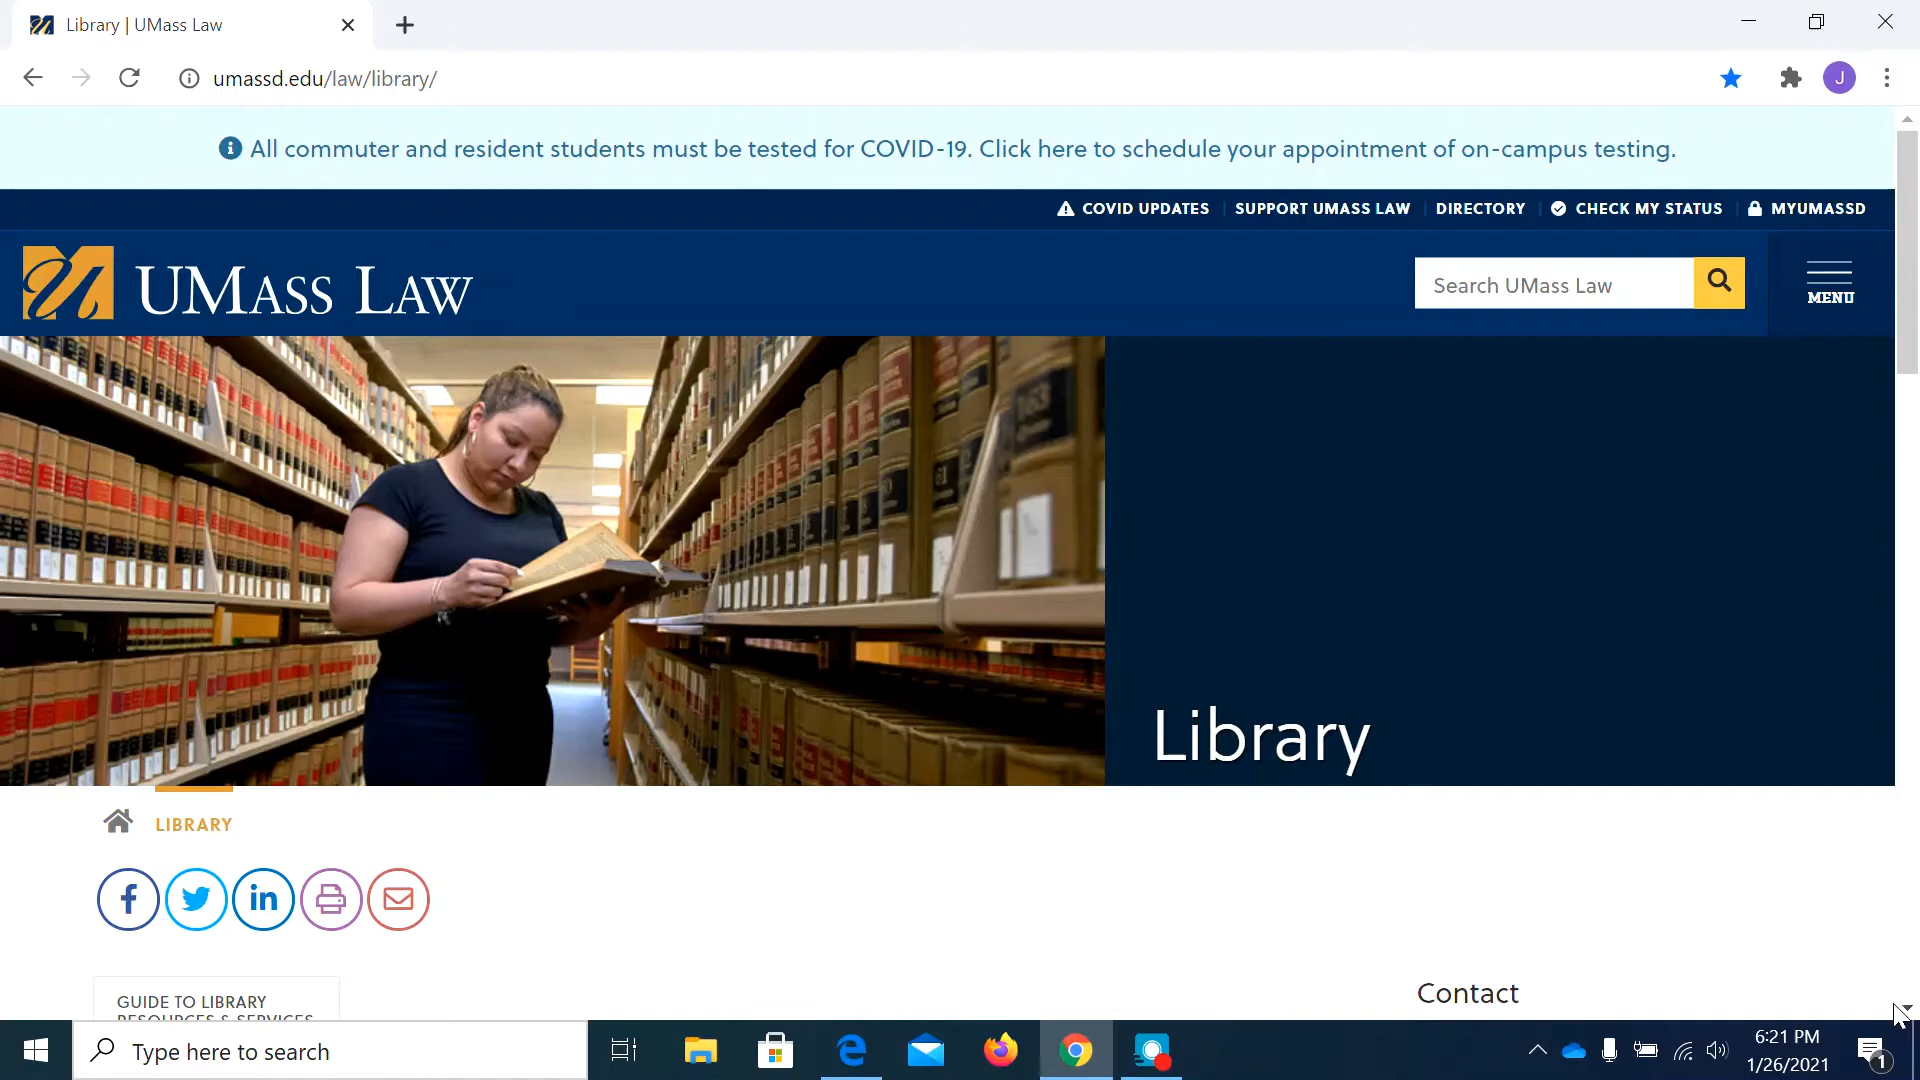 Library | UMass Law
umassd.edu/law/library/
J
All commuter and resident students must be tested for COVID-19. Click here to schedule your appointment of on-campus testing.
COVID UPDATES
SUPPORT UMASS LAW
DIRECTORY
CHECK MY STATUS
MYUMASSD
UMASS LAW
Search UMass Law
MENU
Library
LIBRARY
GUIDE TO LIBRARY
RESOURCES & SERVICES
Contact
Type here to search
6:21 PM
1/26/2021
1